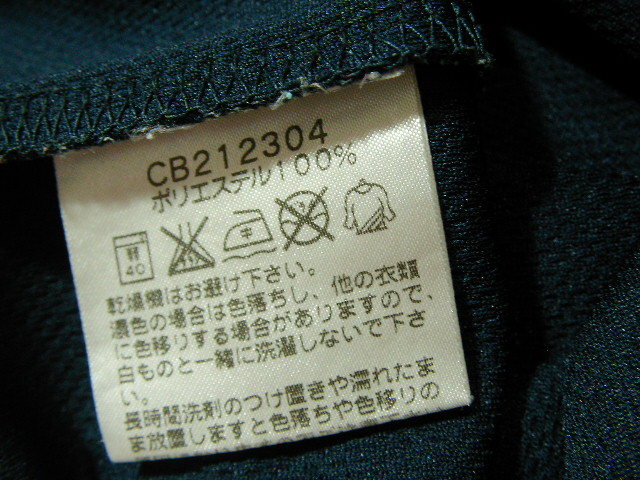 CB212304
ポリエステル100%
弱
40
中
乾燥機はお避け下さい。
濃色の場合は色落ちし、他の衣類
に色移りする場合がありますので、
白ものと一緒に洗濯しないで下さ
い。
長時間洗剤のつけ置きや濡れたま
ま放置しますと色落ちや色移りの